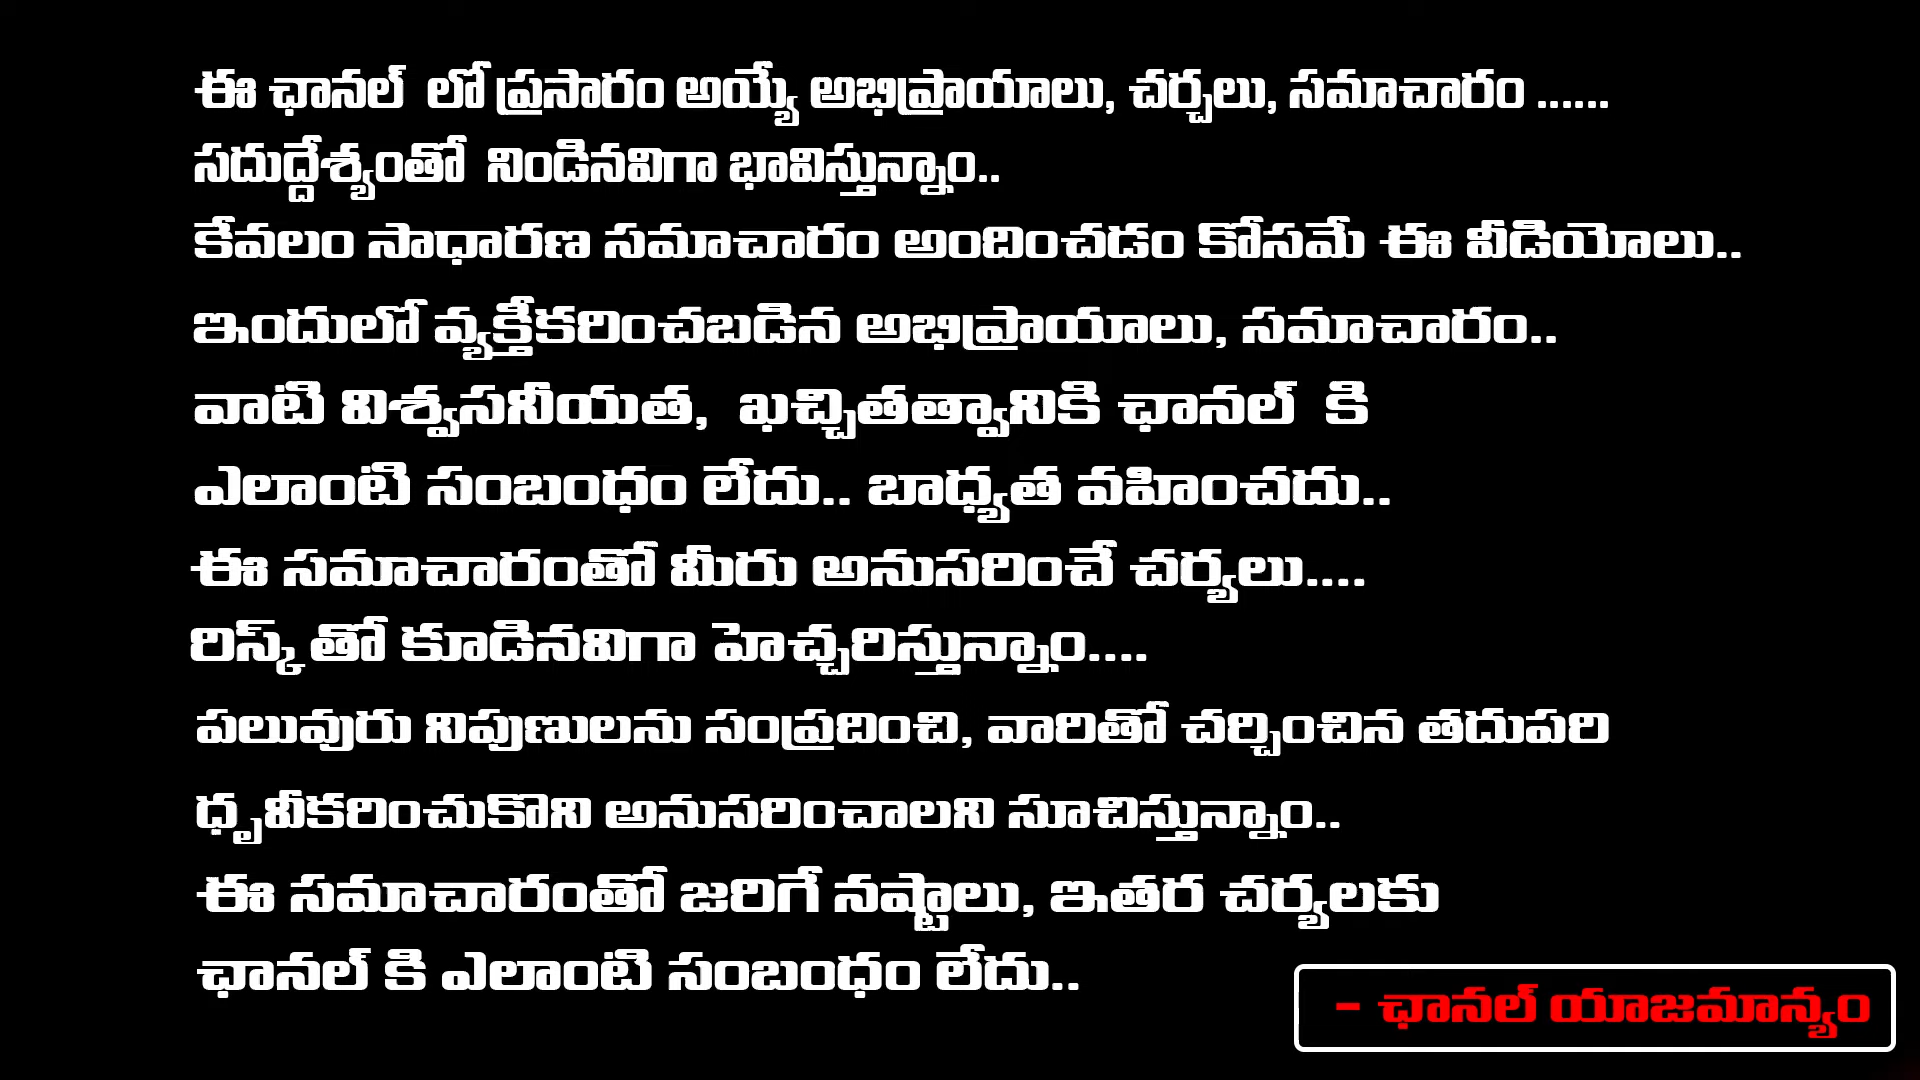 ఈ ఛానల్ లో ప్రసారం అయ్యే అభిప్రాయాలు, చర్చలు, సమాచారం ......
సదుద్దేశ్యంతో నిండినవిగా భావిస్తున్నాం..
కేవలం సాధారణ సమాచారం అందించడం కోసమే ఈ వీడియోలు..
ఇందులో వ్యక్తీకరించబడిన అభిప్రాయాలు, సమాచారం..
వాటి విశ్వసనీయత, ఖచ్చితత్వానికి ఛానల్ కి
ఎలాంటి సంబంధం లేదు.. బాధ్యత వహించదు..
ఈ సమాచారంతో మీరు అనుసరించే చర్యలు....
రిస్క్ తో కూడినవిగా హెచ్చరిస్తున్నాం....
పలువురు నిపుణులను సంప్రదించి, వారితో చర్చించిన తదుపరి
ధృవీకరించుకొని అనుసరించాలని సూచిస్తున్నాం..
ఈ సమాచారంతో జరిగే నష్టాలు, ఇతర చర్యలకు
ఛానల్ కి ఎలాంటి సంబంధం లేదు..
- ఛానల్ యాజమాన్యం